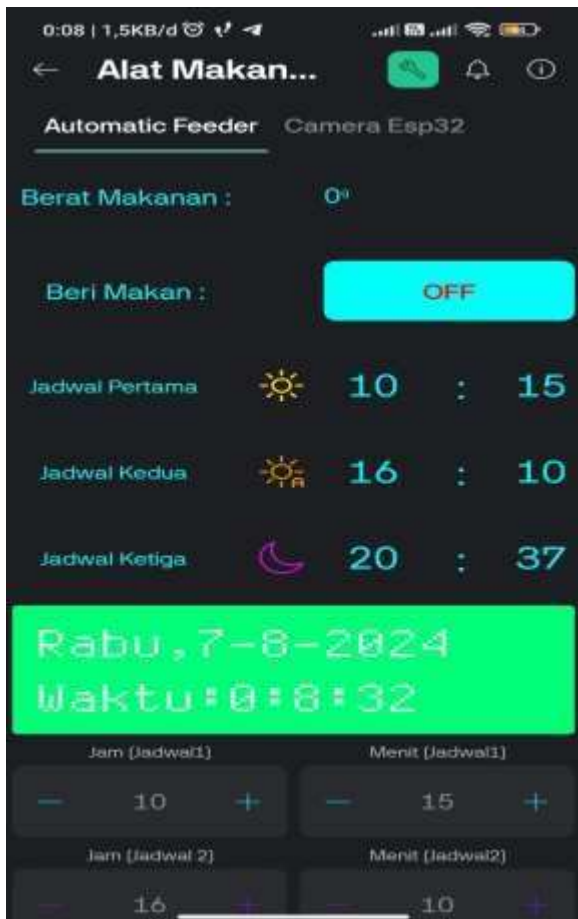 0:08 | 1,5KB/d
← Alat Makan...
Automatic Feeder Camera Esp32
Berat Makanan : 0g
Beri Makan : OFF
Jadwal Pertama 10 : 15
Jadwal Kedua A 16 : 10
Jadwal Ketiga 20 : 37
Rabu,7-8-2024
Waktu:0:8:32
Jam (Jadwal1) Menit (Jadwal1)
— 10 + — 15 +
Jam (Jadwal 2) Menit (Jadwal2)
— 16 + — 10 +